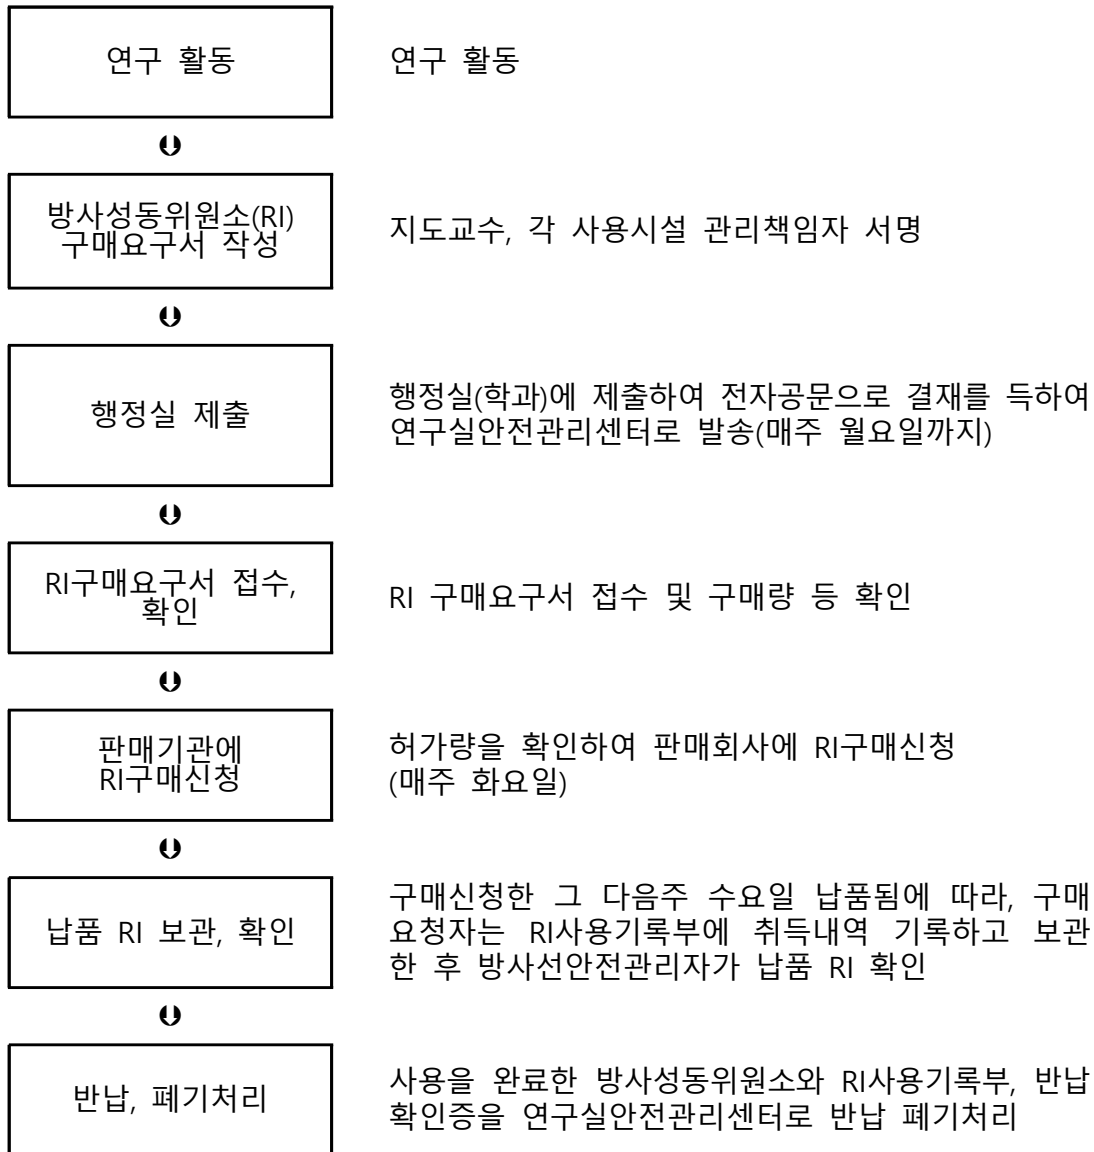 연구 활동
연구 활동
방사성동위원소(RI)
구매요구서 작성
지도교수, 각 사용시설 관리책임자 서명
행정실 제출
행정실(학과)에 제출하여 전자공문으로 결재를 득하여
연구실안전관리센터로 발송(매주 월요일까지)
RI구매요구서 접수,
확인
RI 구매요구서 접수 및 구매량 등 확인
판매기관에
RI구매신청
허가량을 확인하여 판매회사에 RI구매신청
(매주 화요일)
납품 RI 보관, 확인
구매신청한 그 다음주 수요일 납품됨에 따라, 구매
요청자는 RI사용기록부에 취득내역 기록하고 보관
한 후 방사선안전관리자가 납품 RI 확인
반납, 폐기처리
사용을 완료한 방사성동위원소와 RI사용기록부, 반납
확인증을 연구실안전관리센터로 반납 폐기처리